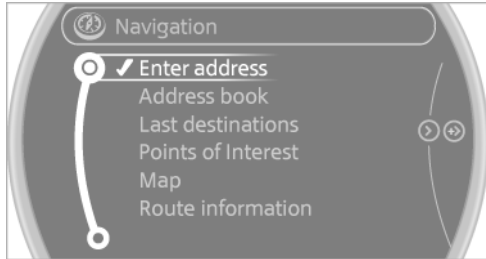 Navigation
Enter address
Address book
Last destinations
Points of Interest
Map
Route information